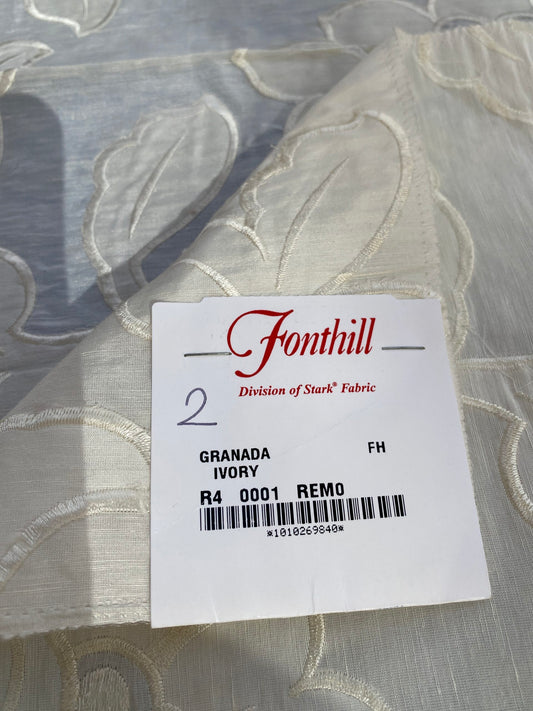 Fonthill
Division of Stark® Fabric
2
GRANADA FH
IVORY
R4 0001 REMO
*1010269840*